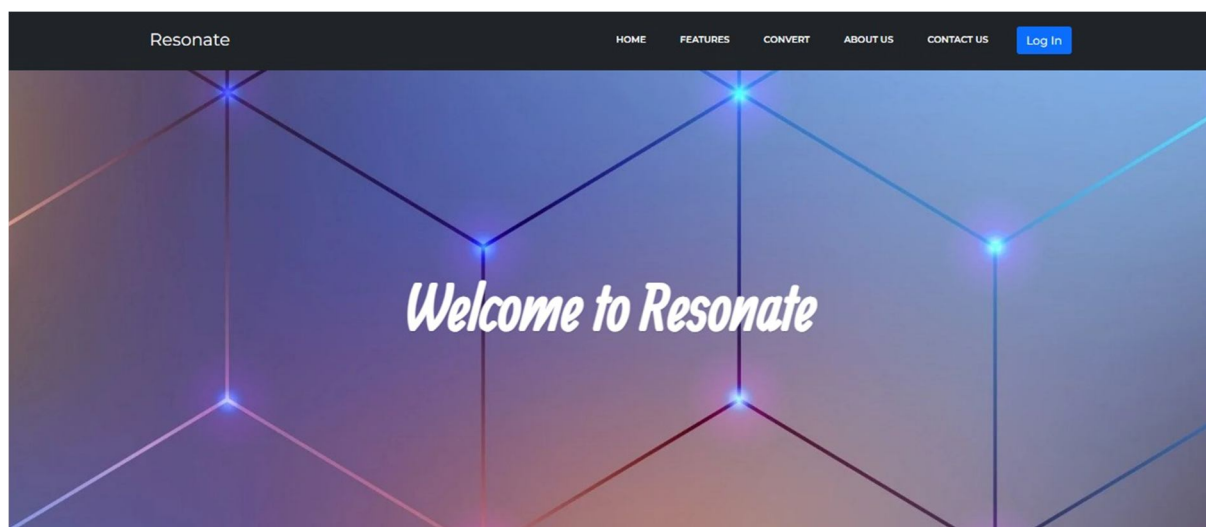 Resonate HOME FEATURES CONVERT ABOUT US CONTACT US Log In
Welcome to Resonate